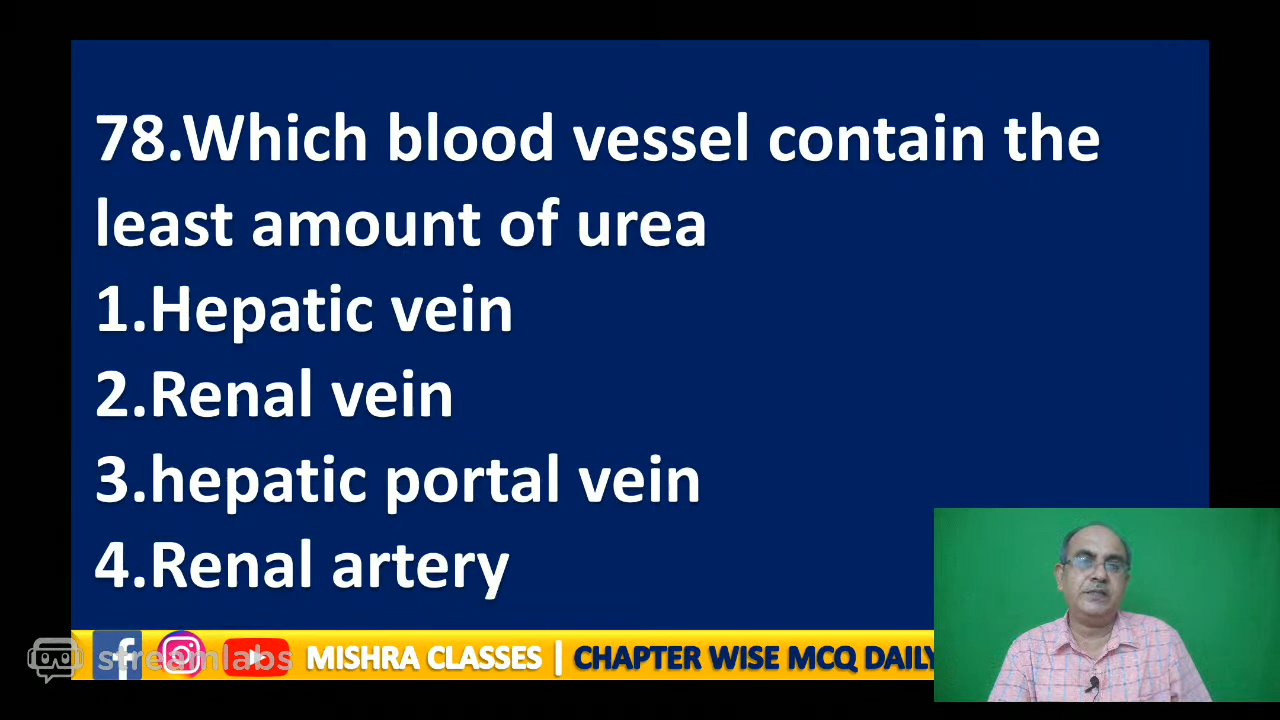 78.Which blood vessel contain the
least amount of urea
1.Hepatic vein
2.Renal vein
3.hepatic portal vein
4.Renal artery
streamlabs
MISHRA CLASSES | CHAPTER WISE MCQ DAILY